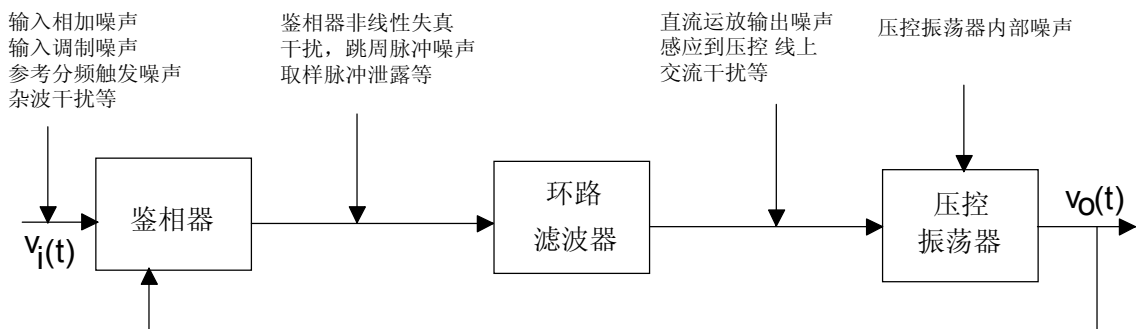 输入相加噪声
输入调制噪声
参考分频触发噪声
杂波干扰等
鉴相器非线性失真
干扰，跳周脉冲噪声
取样脉冲泄露等
直流运放输出噪声
感应到压控 线上
交流干扰等
压控振荡器内部噪声
鉴相器
环路
滤波器
压控
振荡器
vi(t)
vo(t)